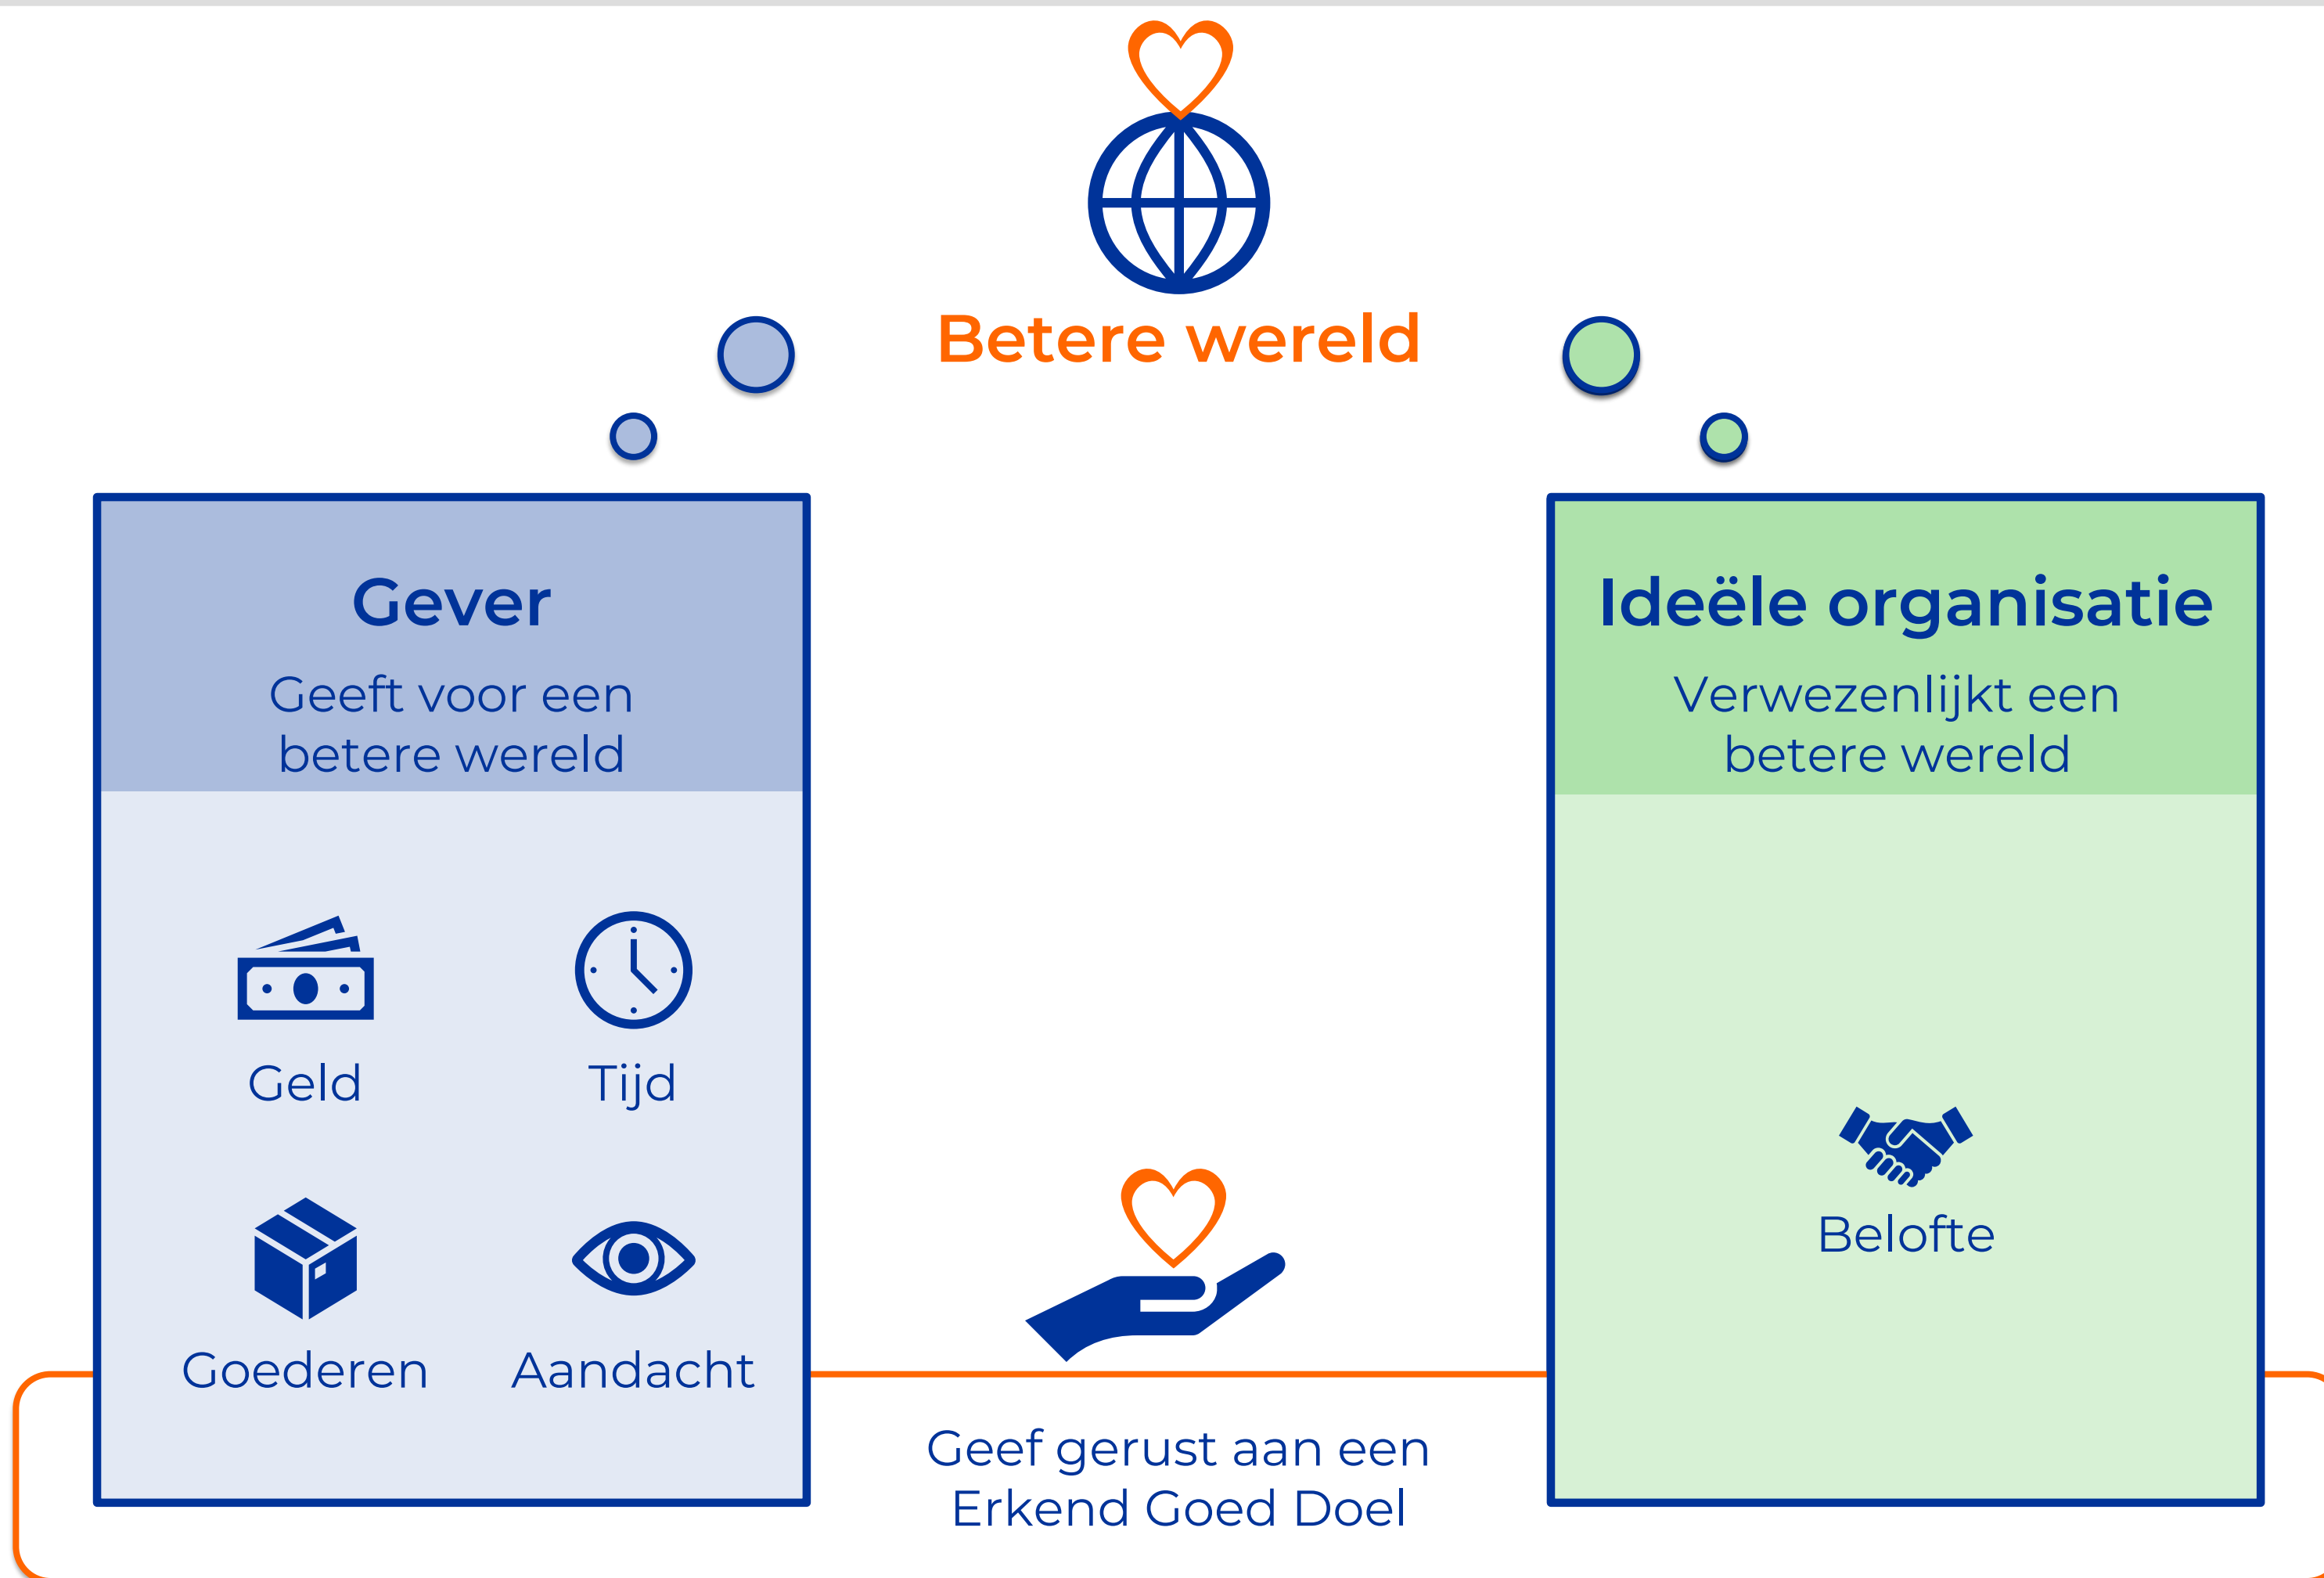 Betere wereld
Gever
Geeft voor een
betere wereld
Geld
Tijd
Goederen
Aandacht
Geef gerust aan een
Erkend Goed Doel
Ideële organisatie
Verwezenlijkt een
betere wereld
Belofte